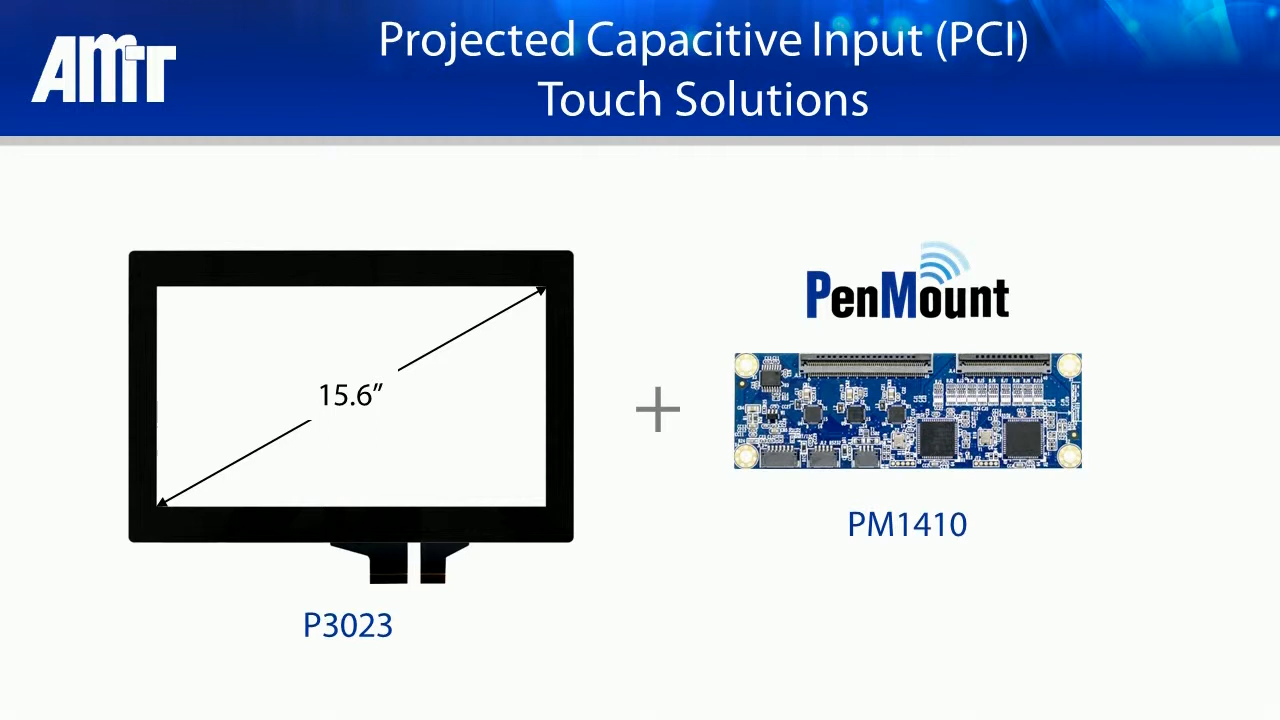 AMT
Projected Capacitive Input (PCI)
Touch Solutions
15.6”
PenMount
PM1410
P3023